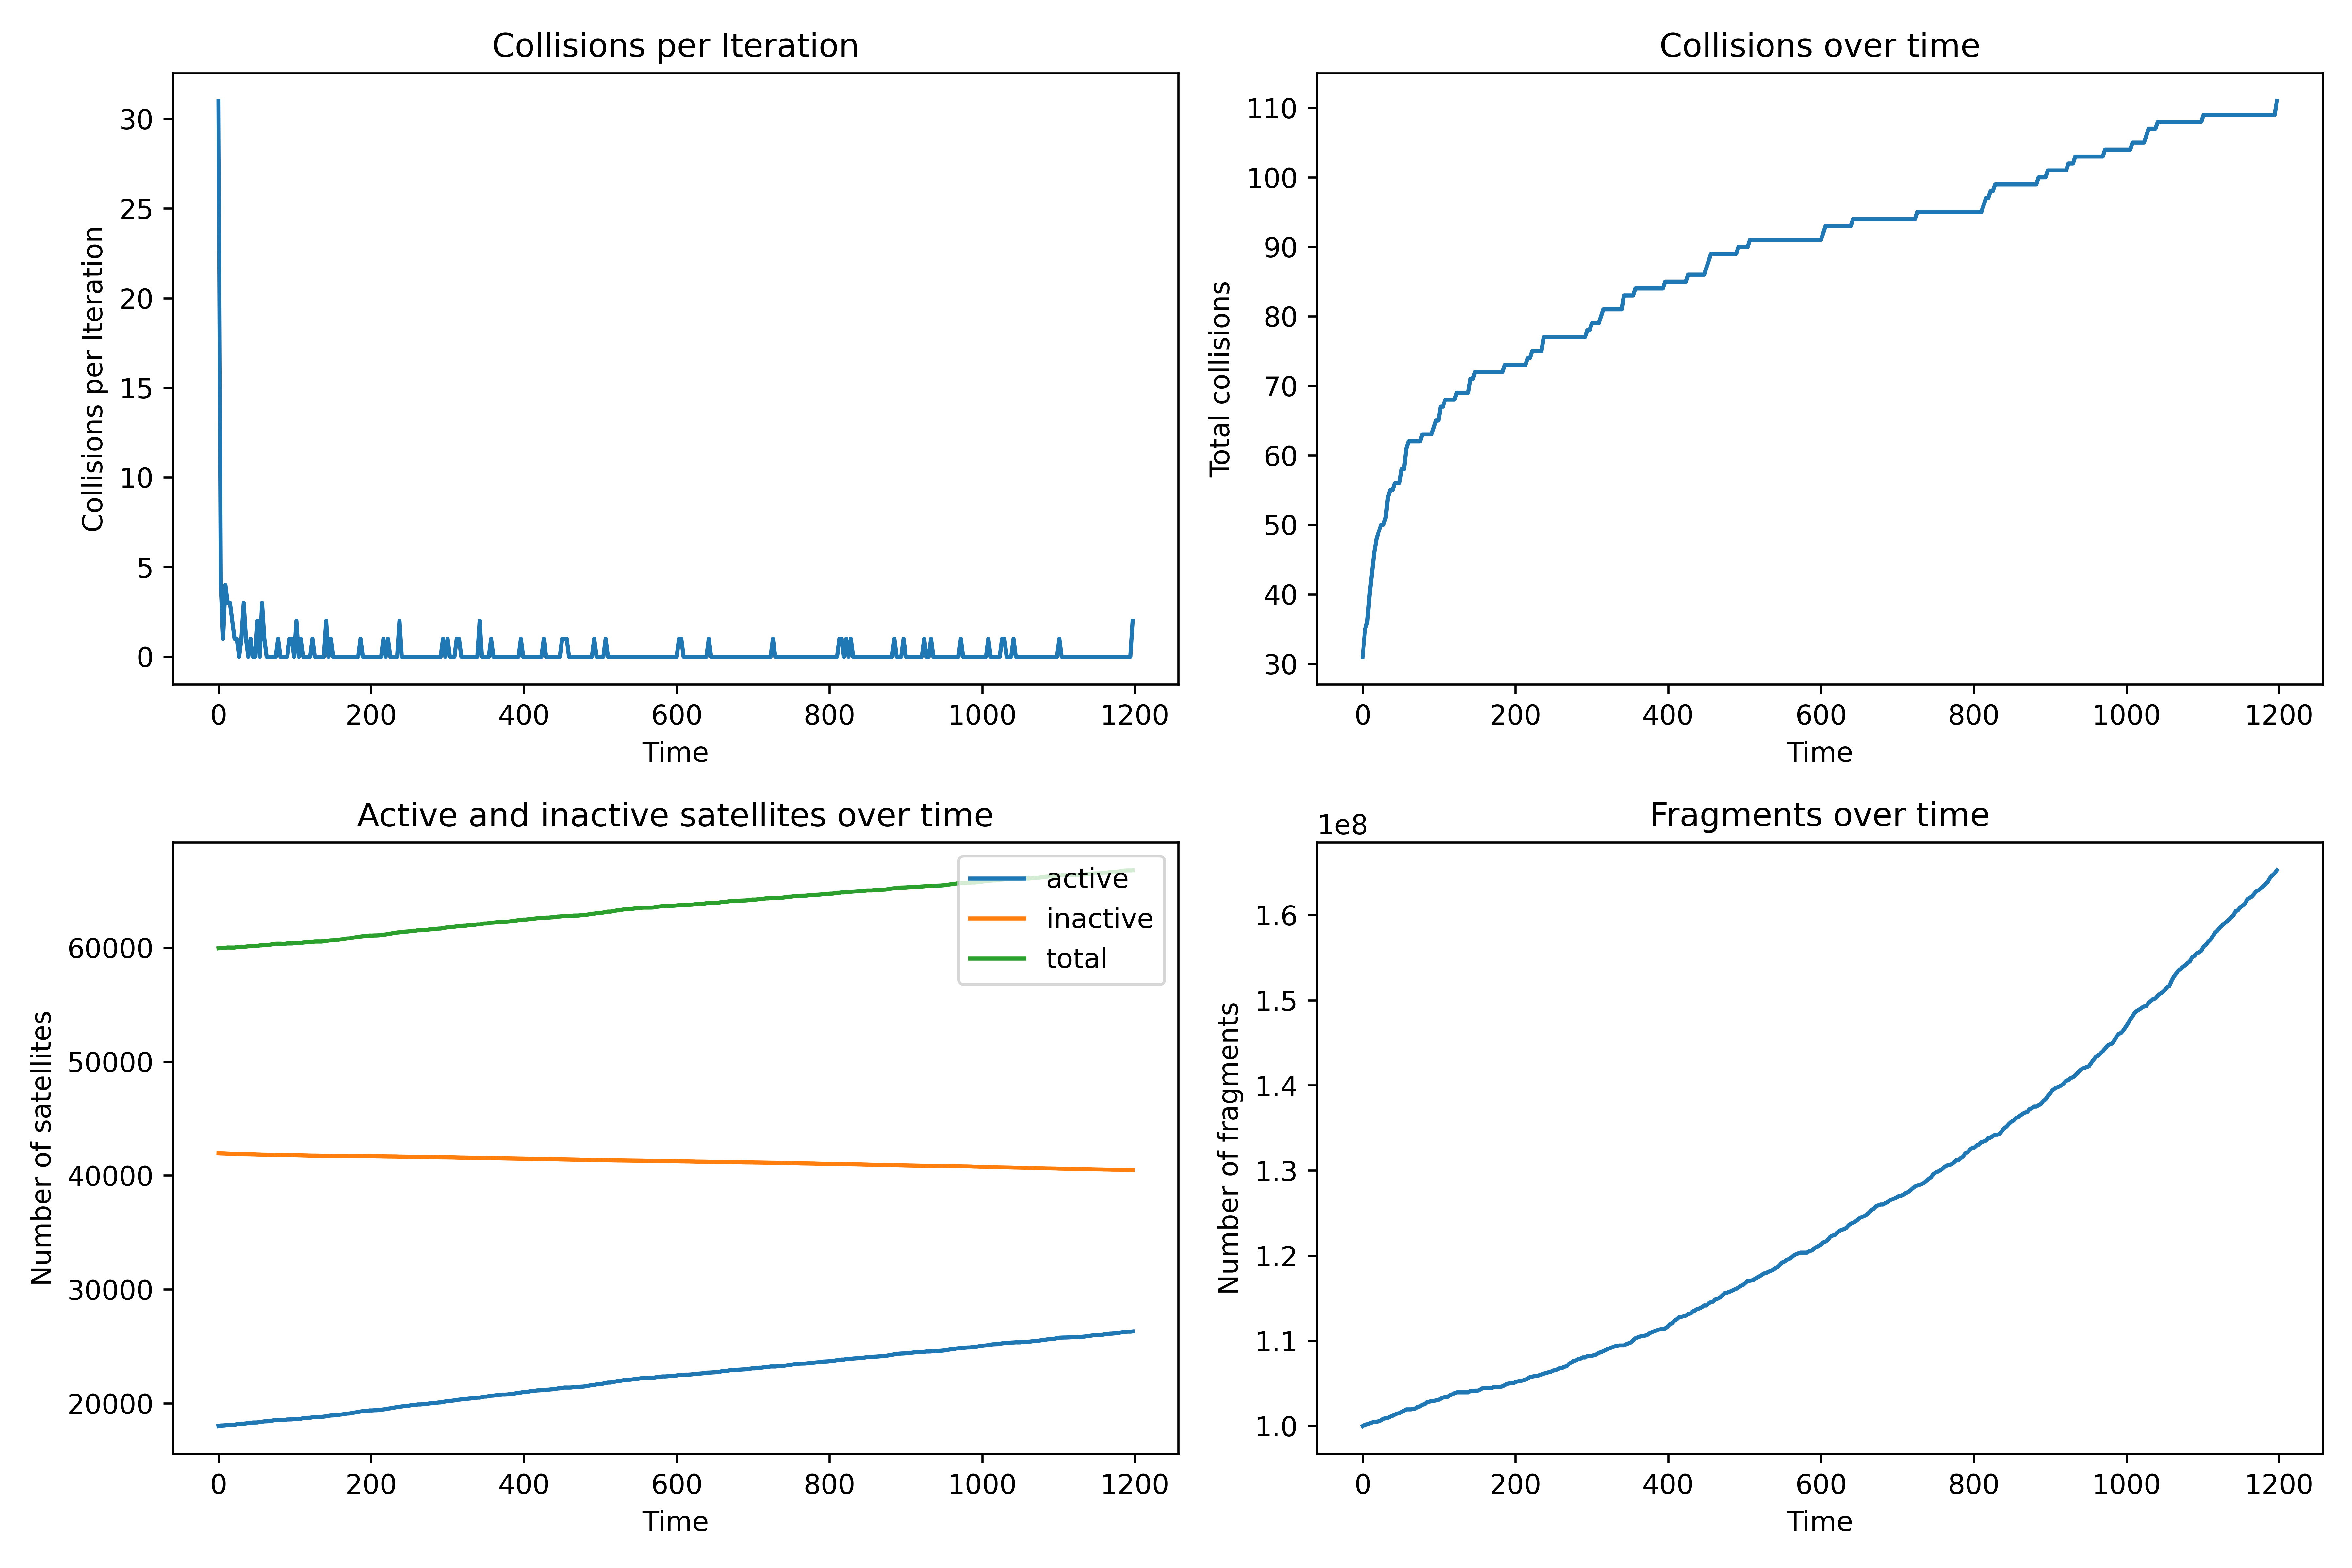 Collisions per Iteration
Collisions per Iteration
30
25
20
15
10
5
0
0 200 400 600 800 1000 1200
Time
Collisions over time
Total collisions
110
100
90
80
70
60
50
40
30
0 200 400 600 800 1000 1200
Time
Active and inactive satellites over time
Number of satellites
60000
50000
40000
30000
20000
active
inactive
total
0 200 400 600 800 1000 1200
Time
Fragments over time
1e8
Number of fragments
1.6
1.5
1.4
1.3
1.2
1.1
1.0
0 200 400 600 800 1000 1200
Time